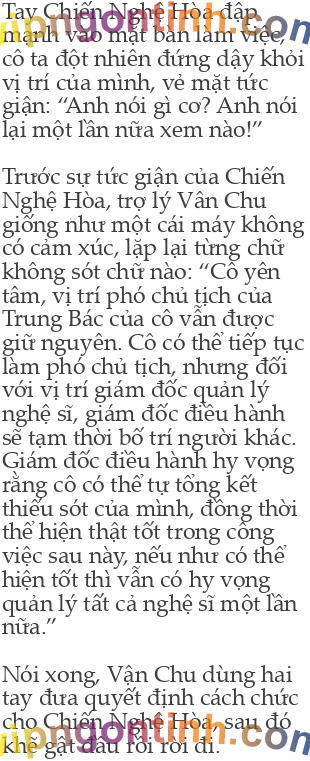 Tay Chiến Nghệ Hòa đập
mạnh vào mặt bàn làm việc,
cô ta đột nhiên đứng dậy khỏi
vị trí của mình, vẻ mặt tức
giận: “Anh nói gì cơ? Anh nói
lại một lần nữa xem nào!”
Trước sự tức giận của Chiến
Nghệ Hòa, trợ lý Vân Chu
giống như một cái máy không
có cảm xúc, lặp lại từng chữ
không sót chữ nào: “Cô yên
tâm, vị trí phó chủ tịch của
Trung Bác của cô vẫn được
giữ nguyên. Cô có thể tiếp tục
làm phó chủ tịch, nhưng đối
với vị trí giám đốc quản lý
nghệ sĩ, giám đốc điều hành
sẽ tạm thời bố trí người khác.
Giám đốc điều hành hy vọng
rằng cô có thể tự tổng kết
thiếu sót của mình, đồng thời
thể hiện thật tốt trong công
việc sau này, nếu như có thể
hiện tốt thì vẫn có hy vọng
quản lý tất cả nghệ sĩ một lần
nữa.”
Nói xong, Vận Chu dùng hai
tay đưa quyết định cách chức
cho Chiến Nghệ Hòa, sau đó
khẽ gật đầu rồi rời đi.
vipngontinh.com
vipngontinh.com